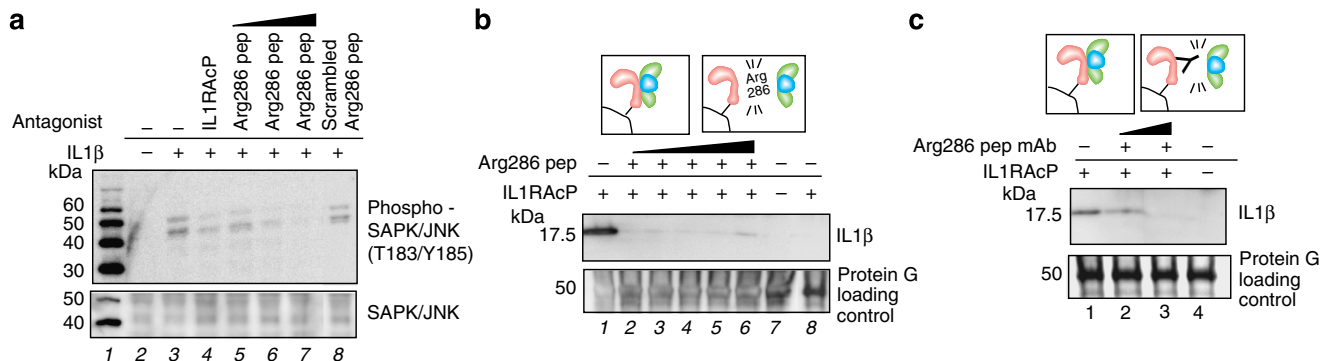 a
Antagonist – – IL1RAcP Arg286 pep Arg286 pep Arg286 pep Scrambled Arg286 pep
IL1β – + + + + + +
kDa
60
50
40
30
Phospho -
SAPK/JNK
(T183/Y185)
50
40
SAPK/JNK
1 2 3 4 5 6 7 8
b
Arg
286
Arg286 pep – + + + + + – –
IL1RAcP + + + + + + – +
kDa
17.5
IL1β
50
Protein G
loading
control
1 2 3 4 5 6 7 8
c
Arg286 pep mAb – + + –
IL1RAcP + + + –
kDa
17.5
IL1β
50
Protein G
loading
control
1 2 3 4